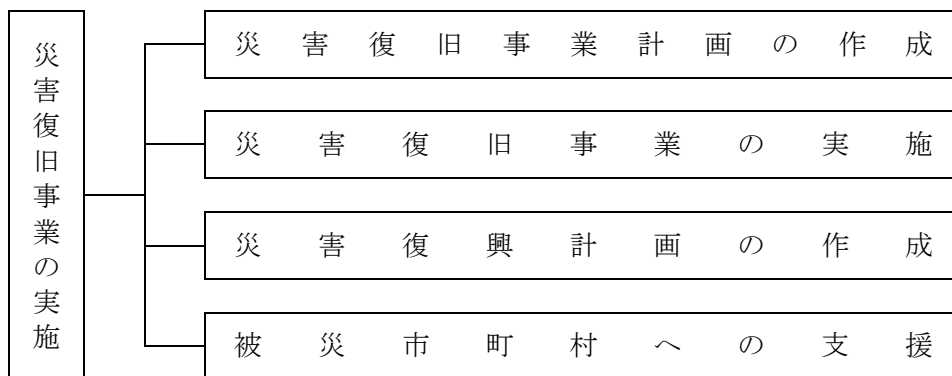 災害復旧事業の実施
災害復旧事業計画の作成
災害復旧事業の実施
災害復興計画の作成
被災市町村への支援